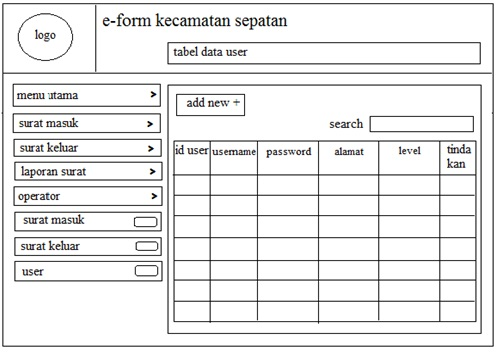 logo
e-form kecamatan sepatan
tabel data user
menu utama >
surat masuk >
surat keluar >
laporan surat >
operator >
surat masuk
surat keluar
user
add new +
search
id user username password alamat level tinda
kan